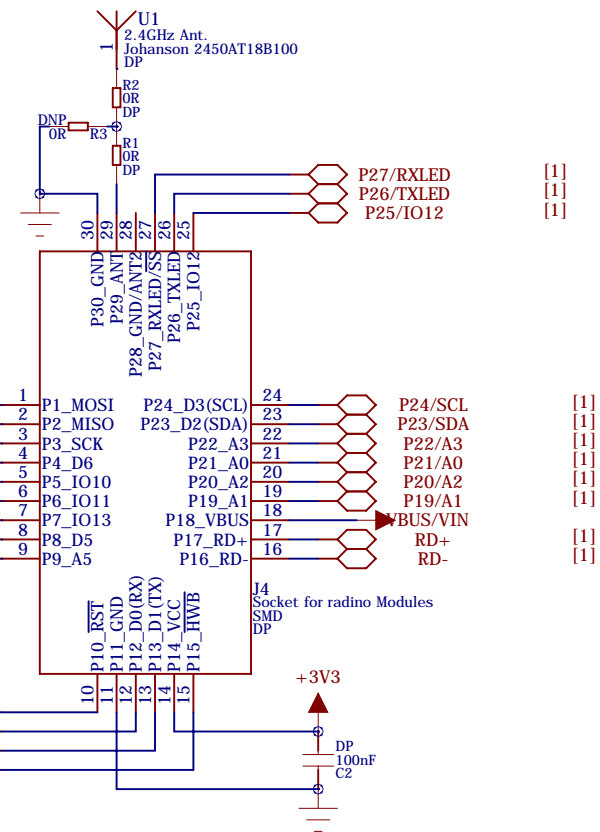 U1
2.4GHz Ant.
Johanson 2450AT18B100
DP
1
R2
0R
DP
DNP
0R R3
R1
0R
DP
P27/RXLED [1]
P26/TXLED [1]
P25/IO12 [1]
30 29 28 27 26 25
P30_GND
P29_ANT
P28_GND/ANT2
P27_RXLED/SS
P26_TXLED
P25_IO12
1 P1_MOSI P24_D3(SCL) 24 P24/SCL [1]
2 P2_MISO P23_D2(SDA) 23 P23/SDA [1]
3 P3_SCK P22_A3 22 P22/A3 [1]
4 P4_D6 P21_A0 21 P21/A0 [1]
5 P5_IO10 P20_A2 20 P20/A2 [1]
6 P6_IO11 P19_A1 19 P19/A1 [1]
7 P7_IO13 P18_VBUS 18 VBUS/VIN
8 P8_D5 P17_RD+ 17 RD+ [1]
9 P9_A5 P16_RD- 16 RD- [1]
J4
Socket for radino Modules
SMD
DP
P10_RST
P11_GND
P12_D0(RX)
P13_D1(TX)
P14_VCC
P15_HWB
10 11 12 13 14 15
+3V3
DP
100nF
C2